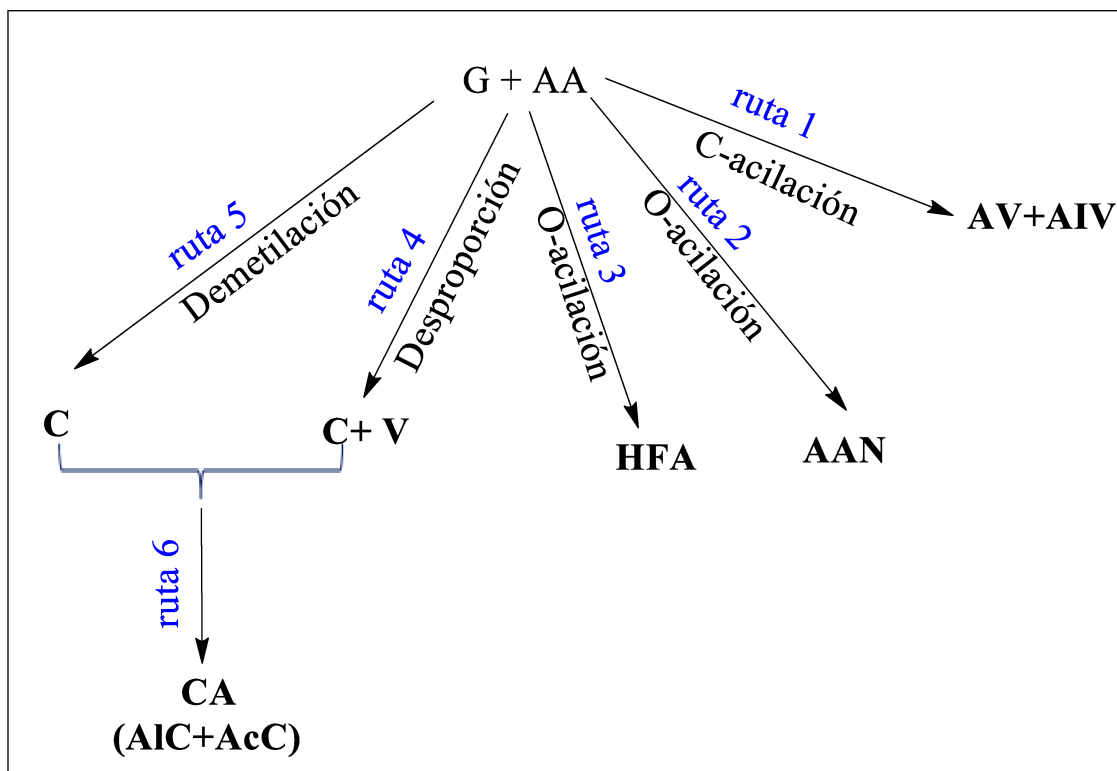 G + AA
ruta 1
C-acilación
AV+AIV
ruta 2
O-acilación
AAN
ruta 3
O-acilación
HFA
ruta 4
Desproporción
C+ V
ruta 5
Demetilación
C
ruta 6
CA
(AlC+AcC)